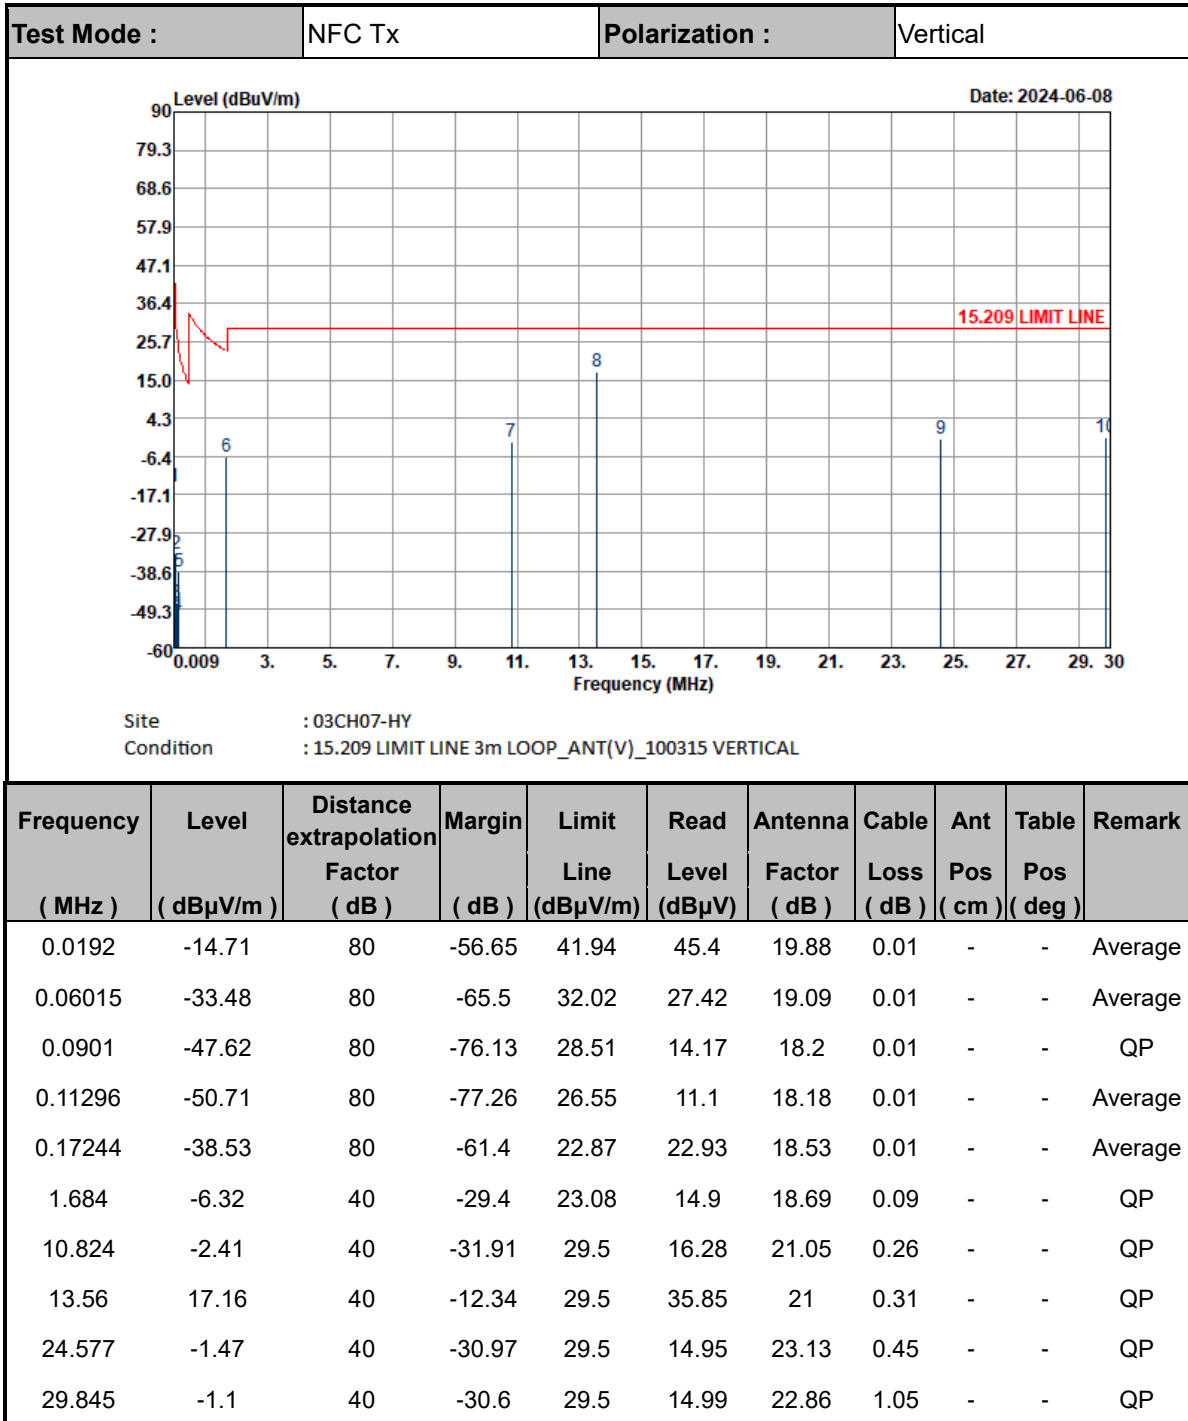 Test Mode : NFC Tx Polarization : Vertical
Level (dBuV/m) Date: 2024-06-08
90
79.3
68.6
57.9
47.1
36.4
15.209 LIMIT LINE
25.7
8
15.0
4.3
7
9
10
6
-6.4
1
-17.1
-27.9
2
5
-38.6
-49.3
-60
0.009 3. 5. 7. 9. 11. 13. 15. 17. 19. 21. 23. 25. 27. 29. 30
Frequency (MHz)
Site : 03CH07-HY
Condition : 15.209 LIMIT LINE 3m LOOP_ANT(V)_100315 VERTICAL
Frequency Level Distance extrapolation Margin Limit Read Antenna Cable Ant Table Remark
Factor Line Level Factor Loss Pos Pos
( MHz ) ( dBµV/m ) ( dB ) ( dB ) (dBµV/m) (dBµV) ( dB ) ( dB ) ( cm ) ( deg )
0.0192 -14.71 80 -56.65 41.94 45.4 19.88 0.01 - - Average
0.06015 -33.48 80 -65.5 32.02 27.42 19.09 0.01 - - Average
0.0901 -47.62 80 -76.13 28.51 14.17 18.2 0.01 - - QP
0.11296 -50.71 80 -77.26 26.55 11.1 18.18 0.01 - - Average
0.17244 -38.53 80 -61.4 22.87 22.93 18.53 0.01 - - Average
1.684 -6.32 40 -29.4 23.08 14.9 18.69 0.09 - - QP
10.824 -2.41 40 -31.91 29.5 16.28 21.05 0.26 - - QP
13.56 17.16 40 -12.34 29.5 35.85 21 0.31 - - QP
24.577 -1.47 40 -30.97 29.5 14.95 23.13 0.45 - - QP
29.845 -1.1 40 -30.6 29.5 14.99 22.86 1.05 - - QP